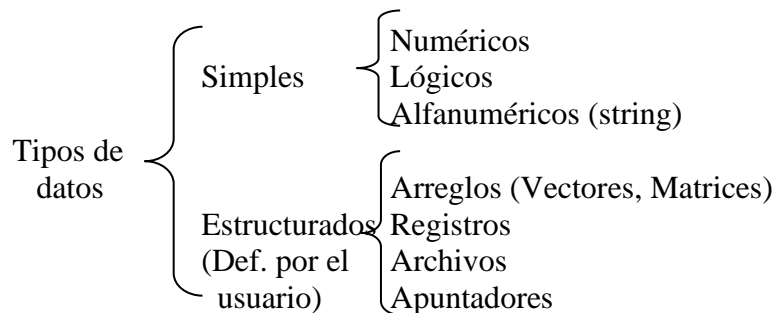 Tipos de
datos
Simples
Numéricos
Lógicos
Alfanuméricos (string)
Estructurados
(Def. por el
usuario)
Arreglos (Vectores, Matrices)
Registros
Archivos
Apuntadores